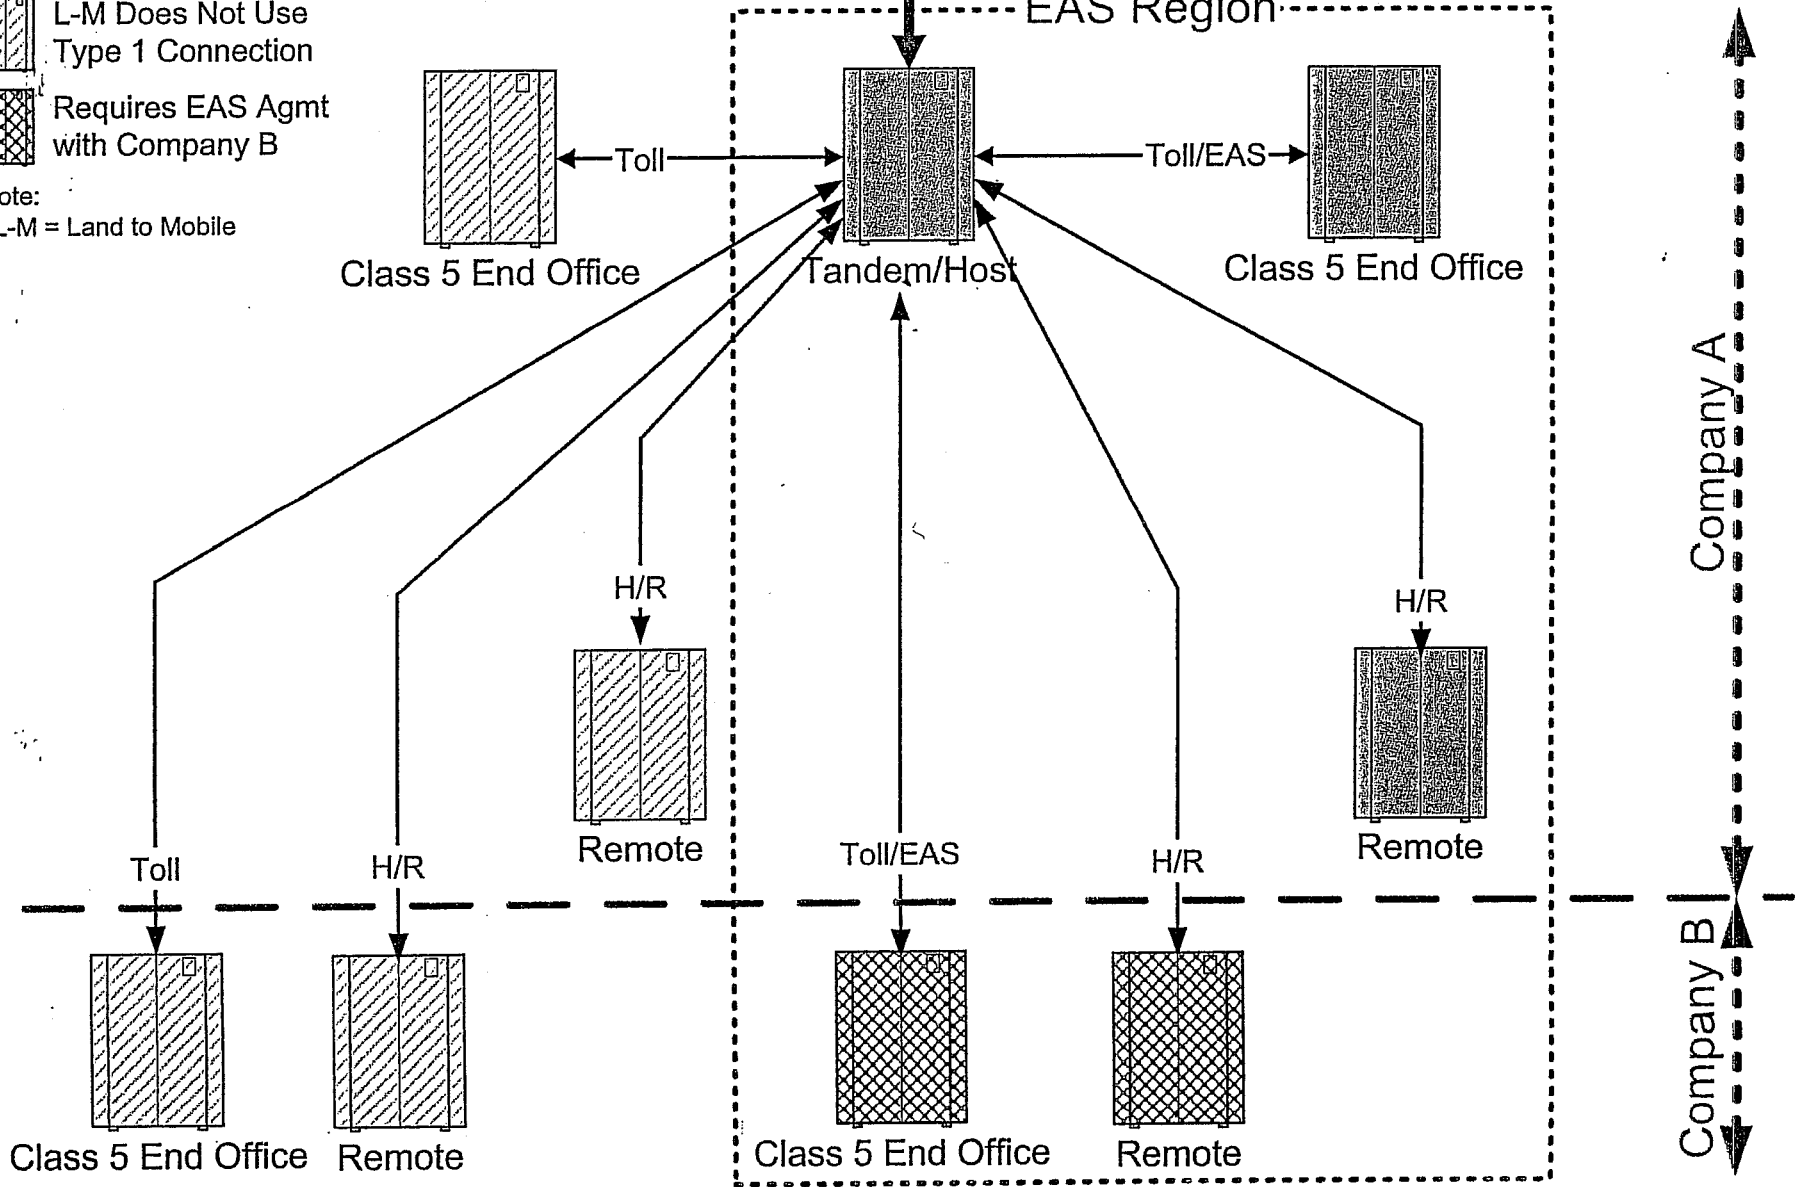 L-M Does Not Use
Type 1 Connection
Requires EAS Agmt
with Company B
ote:
L-M = Land to Mobile
EAS Region
Toll
Toll/EAS
Class 5 End Office
Tandem/Host
Class 5 End Office
Company A
H/R
H/R
Remote
Remote
Toll
H/R
Toll/EAS
H/R
Company B
Class 5 End Office
Remote
Class 5 End Office
Remote